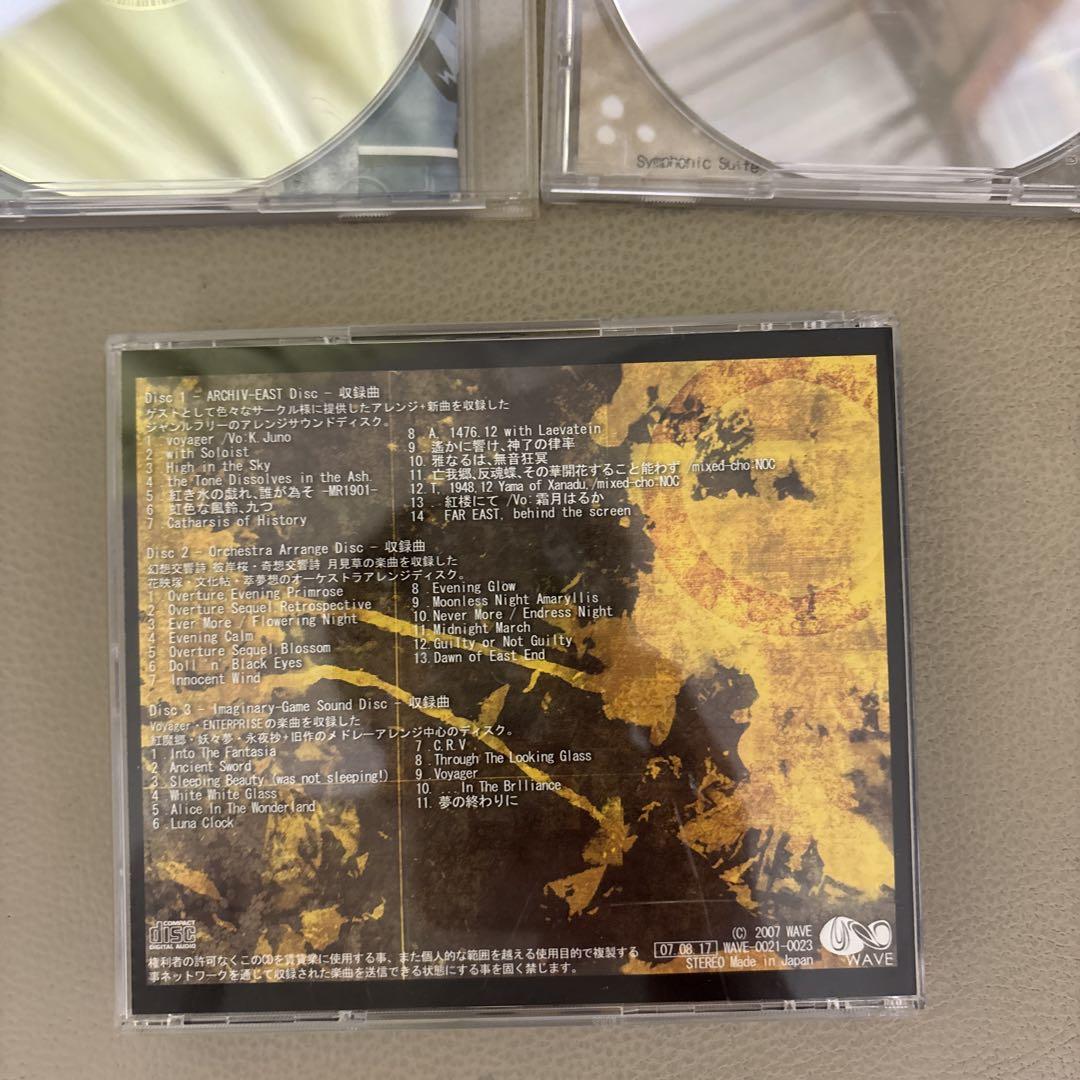 Symphonic Suite
Disc 1 - ARCHIV-EAST Disc - 収録曲
ゲストとして色々なサークル様に提供したアレンジ+新曲を収録した
ジャンルフリーのアレンジサウンドディスク。
1 .voyager /Vo:K.Juno
2 .with Soloist
3 .High in the Sky
4 .the Tone Dissolves in the Ash.
5 .紅き水の戯れ、誰が為そ -MR1901-
6 .虹色な風鈴、九つ
7 .Catharsis of History
8 .A. 1476.12 with Laevatein
9 .遙かに響け、神了の律率
10.雅なるは、無音狂冥
11.亡我郷、反魂蝶、その華開花すること能わず /mixed-cho:NOC
12.T. 1948.12 Yama of Xanadu./mixed-cho:NOC
13...紅楼にて /Vo:霜月はるか
14 .FAR EAST, behind the screen
Disc 2 - Orchestra Arrange Disc - 収録曲
幻想交響詩 彼岸桜・奇想交響詩 月見草の楽曲を収録した
花映塚・文化帖・萃夢想のオーケストラアレンジディスク。
1 .Overture.Evening Primrose
2 .Overture Sequel.Retrospective
3 .Ever More / Flowering Night
4 .Evening Calm
5 .Overture Sequel.Blossom
6 .Doll 'n' Black Eyes
7 .Innocent Wind
8 .Evening Glow
9 .Moonless Night Amaryllis
10.Never More / Endress Night
11.Midnight March
12.Guilty or Not Guilty
13.Dawn of East End
Disc 3 - Imaginary-Game Sound Disc - 収録曲
Voyager・ENTERPRISEの楽曲を収録した
紅魔郷・妖々夢・永夜抄+旧作のメドレーアレンジ中心のディスク。
1 .Into The Fantasia
2 .Ancient Sword
3 .Sleeping Beauty (was not sleeping!)
4 .White White Glass
5 .Alice In The Wonderland
6 .Luna Clock
7 .C.R.V
8 .Through The Looking Glass
9 .Voyager
10. ...In The Brlliance
11. 夢の終わりに
COMPACT
disc
DIGITAL AUDIO
権利者の許可なくこのCDを賃貸業に使用する事、また個人的な範囲を越える使用目的で複製する
事ネットワークを通じて収録された楽曲を送信できる状態にする事を固く禁じます。
(C) 2007 WAVE
07.08.17 WAVE-0021-0023
STEREO Made in Japan
WAVE